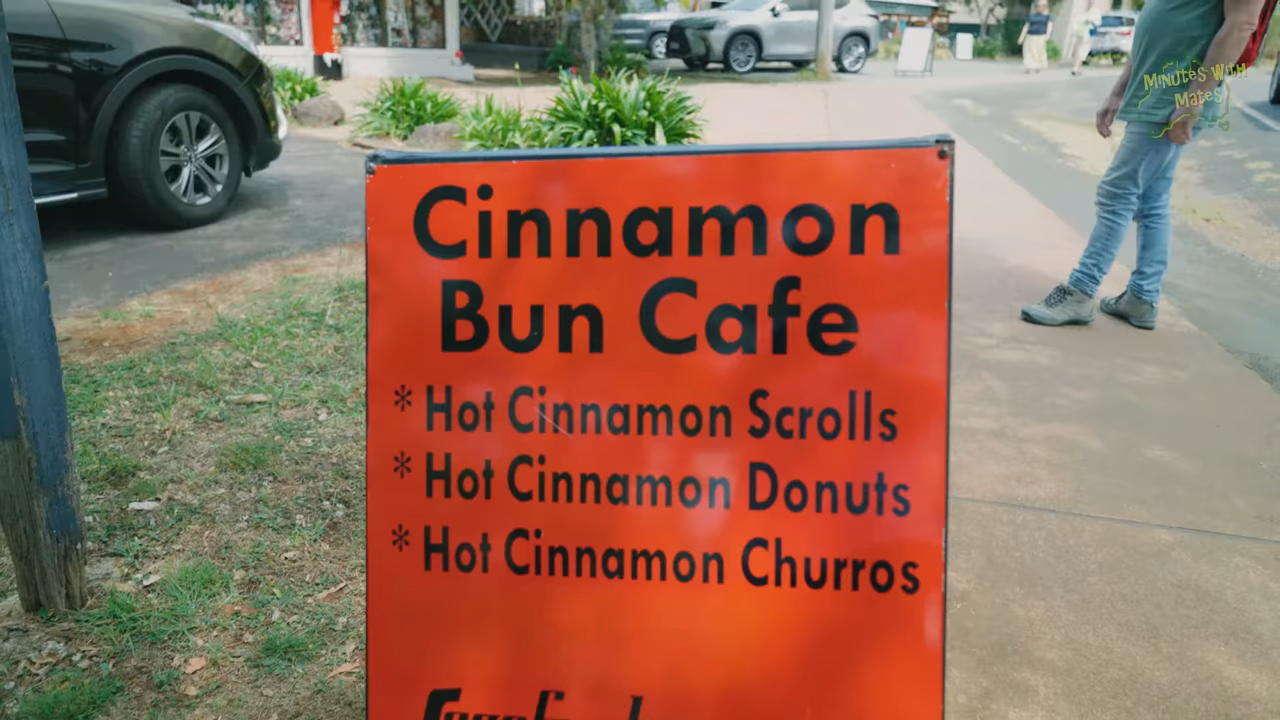 Cinnamon
Bun Cafe
* Hot Cinnamon Scrolls
* Hot Cinnamon Donuts
* Hot Cinnamon Churros
Minutes With
Mates